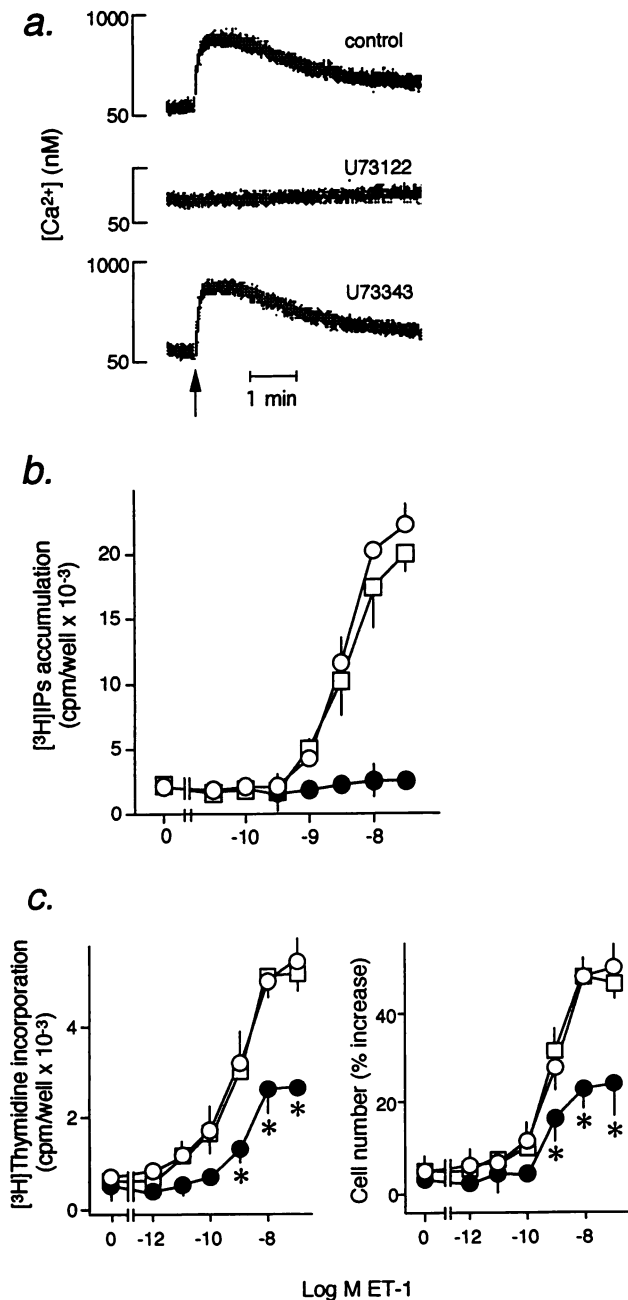 a.
1000
control
50
[Ca²⁺] (nM)
U73122
50
1000
U73343
50
1 min
b.
[³H]IPs accumulation
(cpm/well x 10⁻³)
20
15
10
5
0
0 -10 -9 -8
c.
[³H]Thymidine incorporation
(cpm/well x 10⁻³)
4
2
0
* * *
0 -12 -10 -8
Cell number (% increase)
40
20
0
* * *
0 -12 -10 -8
Log M ET-1